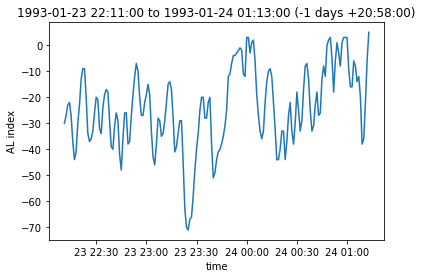 1993-01-23 22:11:00 to 1993-01-24 01:13:00 (-1 days +20:58:00)
0
−10
−20
−30
−40
−50
−60
−70
AL index
23 22:30 23 23:00 23 23:30 24 00:00 24 00:30 24 01:00
time